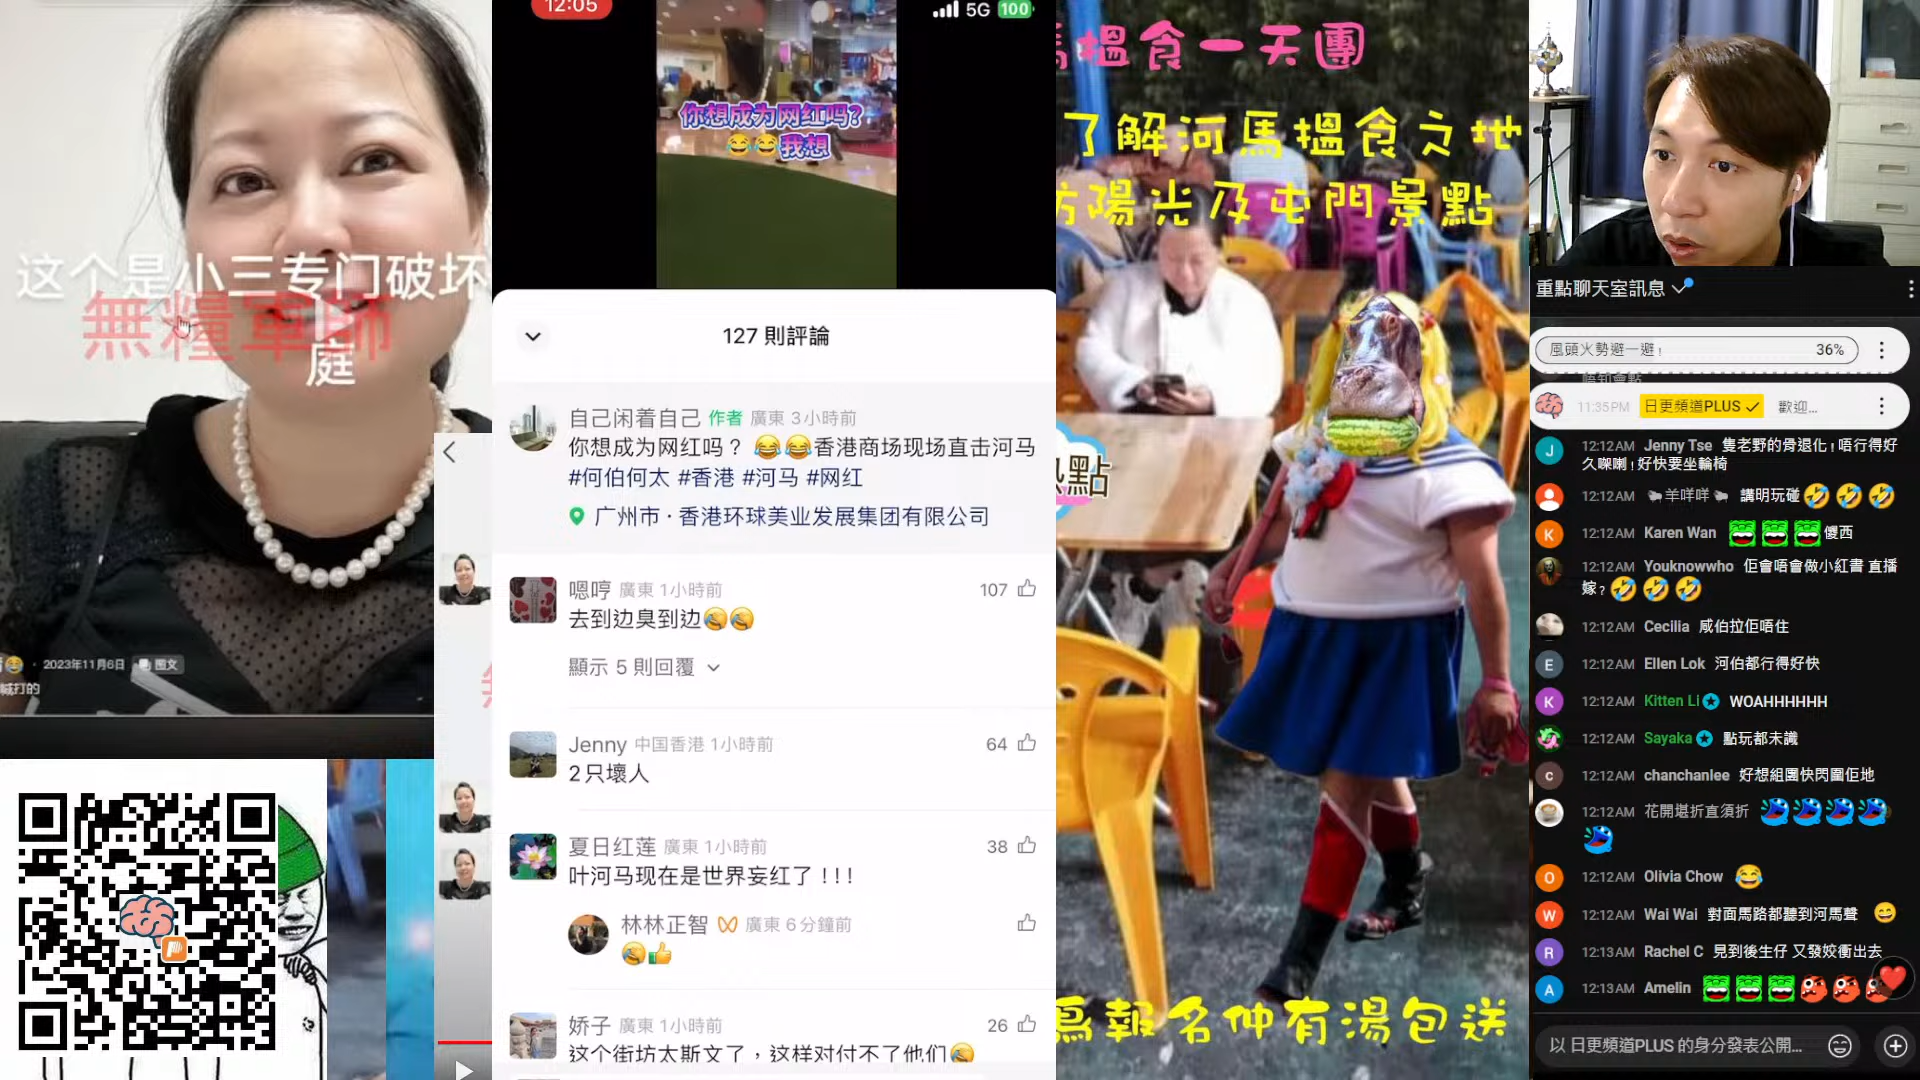 这个是小三专门破坏
家
庭
無糧軍師
2023年11月6日
图文
喊打的
12:05
5G
100
你想成为网红吗?
😂😂我想
127 則評論
自己闲着自己 作者 廣東 3小時前
你想成为网红吗？ 😂😂香港商场现场直击河马
#何伯何太 #香港 #河马 #网红
广州市 · 香港环球美业发展集团有限公司
嗯哼 廣東 1小時前
107
去到边臭到边
顯示 5 則回覆
Jenny 中国香港 1小時前
64
2只壞人
夏日红莲 廣東 1小時前
38
叶河马现在是世界妄红了 ! ! !
林林正智 廣東 6分鐘前
👍
娇子 廣東 1小時前
26
这个街坊太斯文了，这样对付不了他们
搵食一天團
了解河馬搵食之地
陽光及屯門景點
點
報名仲有湯包送
重點聊天室訊息
風頭火勢避一避!
36%
11:35PM 日更頻道PLUS 歡迎...
12:12AM Jenny Tse 隻老野的骨退化!唔行得好
久㗎喇!好快要坐輪椅
12:12AM 🐑羊咩咩🐑 講明玩碰🤣🤣🤣
12:12AM Karen Wan 傻西
12:12AM Youknowwho 佢會唔會做小紅書 直播
嫁?🤣🤣🤣
12:12AM Cecilia 咸伯拉佢唔住
12:12AM Ellen Lok 河伯都行得好快
12:12AM Kitten Li WOAHHHHHH
12:12AM Sayaka 點玩都未識
12:12AM chanchanlee 好想組團快閃圍佢地
12:12AM 花開堪折直須折
12:12AM Olivia Chow 😂
12:12AM Wai Wai 對面馬路都聽到河馬聲 😄
12:13AM Rachel C 見到後生仔 又發姣衝出去
12:13AM Amelin
以 日更頻道PLUS 的身分發表公開...